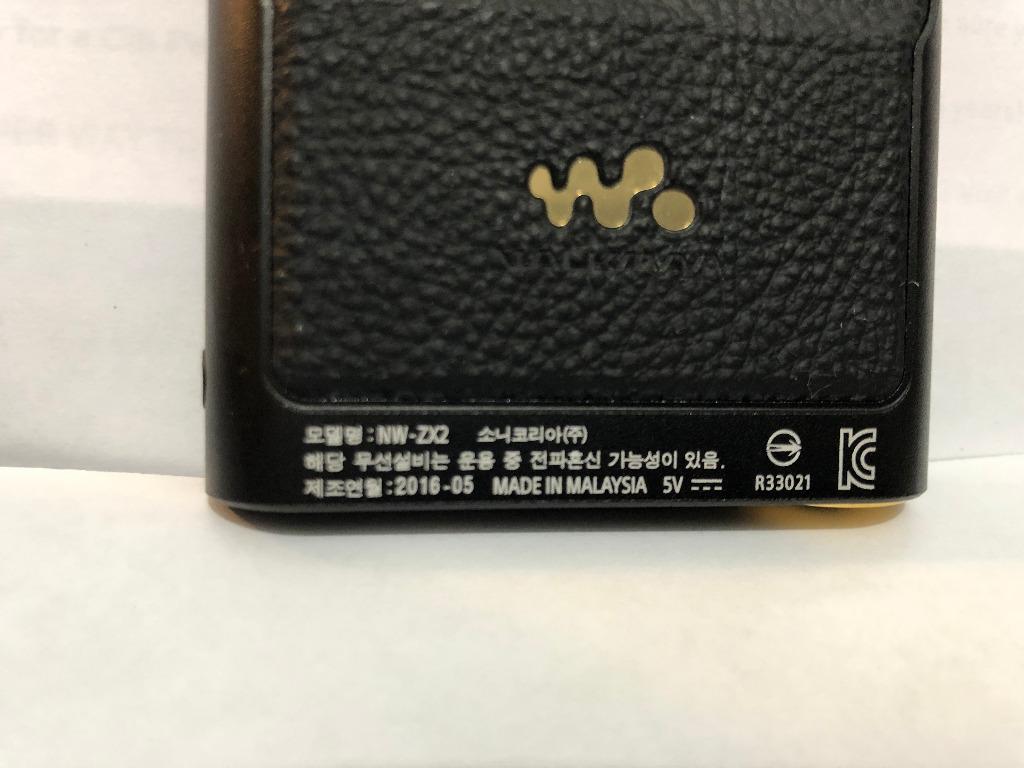 WALKMAN
모델명 : NW-ZX2 소니코리아(주)
해당 무선설비는 운용 중 전파혼신 가능성이 있음.
제조연월 : 2016-05 MADE IN MALAYSIA 5V
R33021